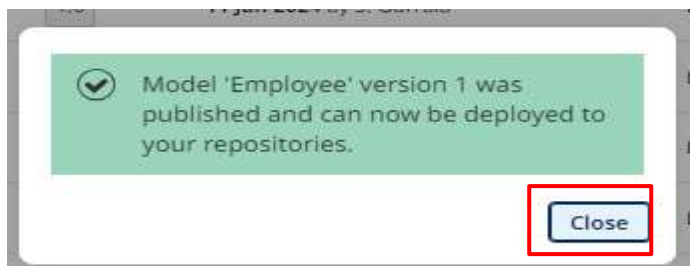 Model 'Employee' version 1 was
published and can now be deployed to
your repositories.
Close